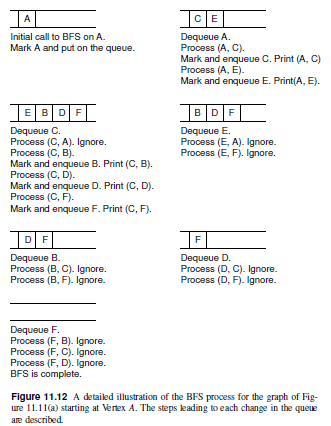 A
Initial call to BFS on A.
Mark A and put on the queue.
C E
Dequeue A.
Process (A, C).
Mark and enqueue C. Print (A, C)
Process (A, E).
Mark and enqueue E. Print(A, E).
E B D F
Dequeue C.
Process (C, A). Ignore.
Process (C, B).
Mark and enqueue B. Print (C, B).
Process (C, D).
Mark and enqueue D. Print (C, D).
Process (C, F).
Mark and enqueue F. Print (C, F).
B D F
Dequeue E.
Process (E, A). Ignore.
Process (E, F). Ignore.
D F
Dequeue B.
Process (B, C). Ignore.
Process (B, F). Ignore.
F
Dequeue D.
Process (D, C). Ignore.
Process (D, F). Ignore.
Dequeue F.
Process (F, B). Ignore.
Process (F, C). Ignore.
Process (F, D). Ignore.
BFS is complete.
Figure 11.12 A detailed illustration of the BFS process for the graph of Fig-
ure 11.11(a) starting at Vertex A. The steps leading to each change in the queue
are described.